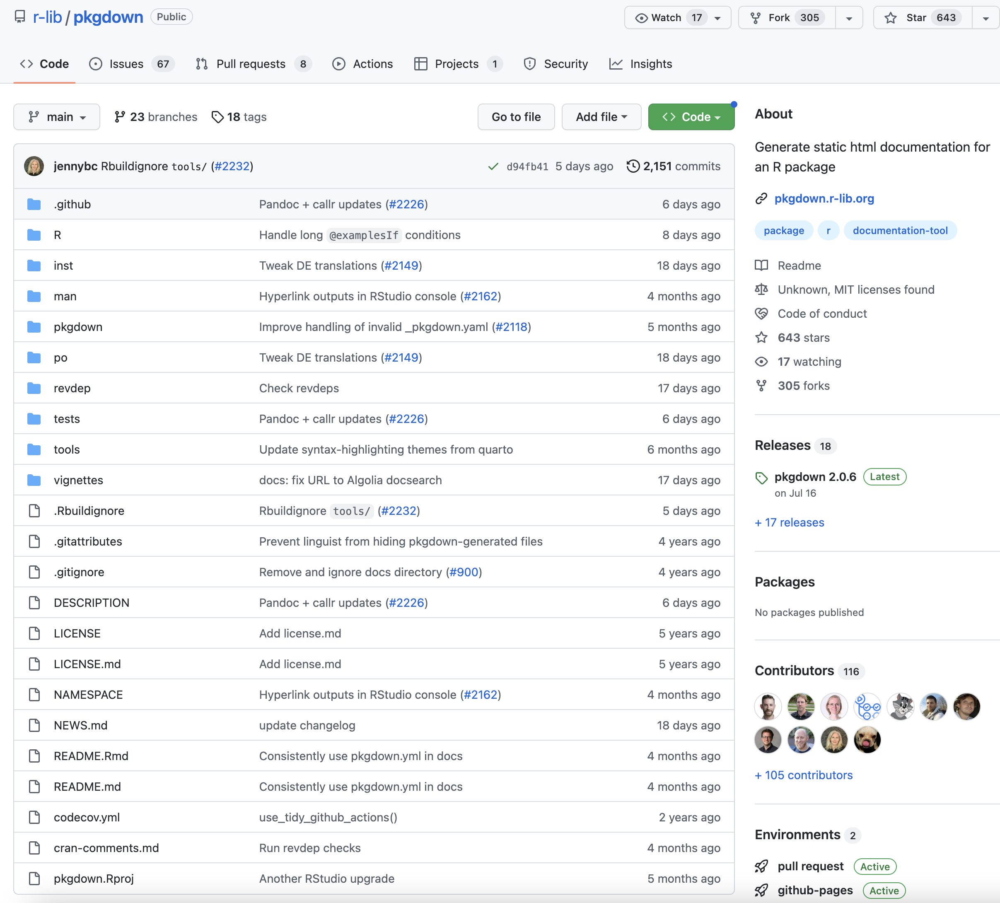 r-lib / pkgdown Public Watch 17 Fork 305 Star 643
Code Issues 67 Pull requests 8 Actions Projects 1 Security Insights
main 23 branches 18 tags Go to file Add file Code
jennybc Rbuildignore tools/ (#2232) d94fb41 5 days ago 2,151 commits
.github Pandoc + callr updates (#2226) 6 days ago
R Handle long @examplesIf conditions 8 days ago
inst Tweak DE translations (#2149) 18 days ago
man Hyperlink outputs in RStudio console (#2162) 4 months ago
pkgdown Improve handling of invalid _pkgdown.yaml (#2118) 5 months ago
po Tweak DE translations (#2149) 18 days ago
revdep Check revdeps 17 days ago
tests Pandoc + callr updates (#2226) 6 days ago
tools Update syntax-highlighting themes from quarto 6 months ago
vignettes docs: fix URL to Algolia docsearch 17 days ago
.Rbuildignore Rbuildignore tools/ (#2232) 5 days ago
.gitattributes Prevent linguist from hiding pkgdown-generated files 4 years ago
.gitignore Remove and ignore docs directory (#900) 4 years ago
DESCRIPTION Pandoc + callr updates (#2226) 6 days ago
LICENSE Add license.md 5 years ago
LICENSE.md Add license.md 5 years ago
NAMESPACE Hyperlink outputs in RStudio console (#2162) 4 months ago
NEWS.md update changelog 18 days ago
README.Rmd Consistently use pkgdown.yml in docs 4 months ago
README.md Consistently use pkgdown.yml in docs 4 months ago
codecov.yml use_tidy_github_actions() 2 years ago
cran-comments.md Run revdep checks 4 months ago
pkgdown.Rproj Another RStudio upgrade 5 months ago
About
Generate static html documentation for
an R package
pkgdown.r-lib.org
package r documentation-tool
Readme
Unknown, MIT licenses found
Code of conduct
643 stars
17 watching
305 forks
Releases 18
pkgdown 2.0.6 Latest
on Jul 16
+ 17 releases
Packages
No packages published
Contributors 116
+ 105 contributors
Environments 2
pull request Active
github-pages Active